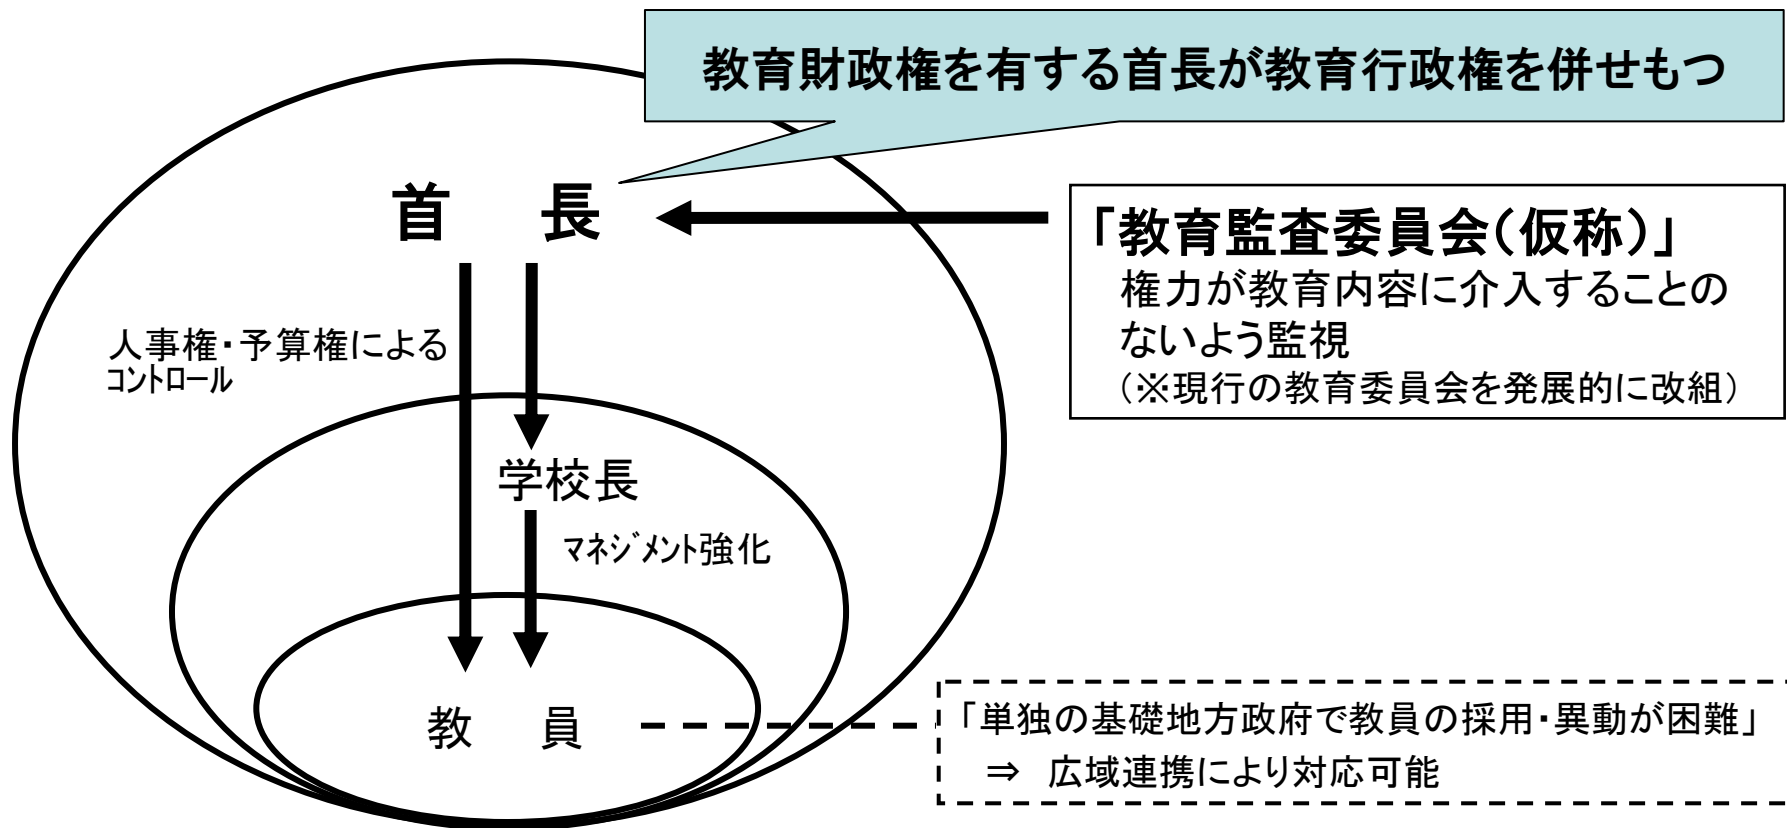 教育財政権を有する首長が教育行政権を併せもつ
首　長
「教育監査委員会(仮称)」
権力が教育内容に介入することの
ないよう監視
(※現行の教育委員会を発展的に改組)
人事権・予算権による
コントロール
学校長
マネジメント強化
教　員
「単独の基礎地方政府で教員の採用・異動が困難」
⇒　広域連携により対応可能